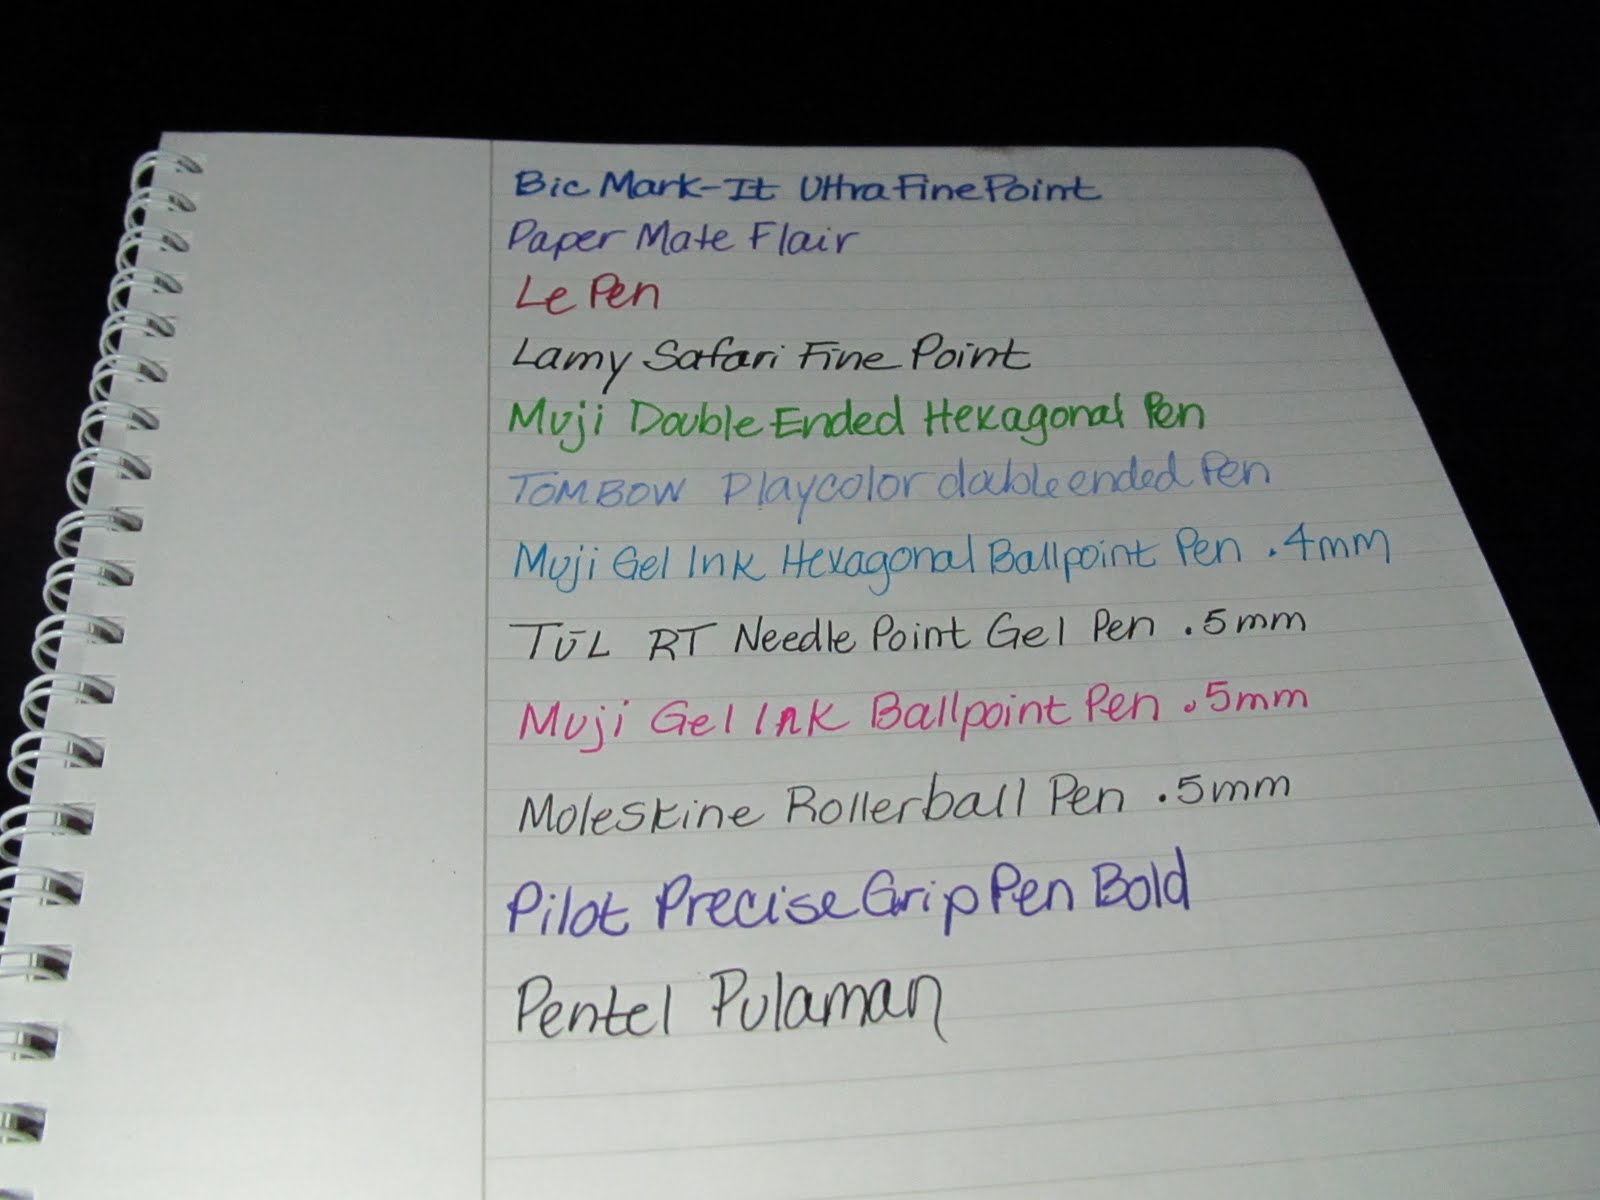 Bic Mark-It Ultra Fine Point
Paper Mate Flair
Le Pen
Lamy Safari Fine Point
Muji Double Ended Hexagonal Pen
TOMBOW Playcolor double ended Pen
Muji Gel Ink Hexagonal Ballpoint Pen .4mm
TŪL RT Needle Point Gel Pen .5mm
Muji Gel Ink Ballpoint Pen .5mm
Moleskine Rollerball Pen .5mm
Pilot Precise Grip Pen Bold
Pentel Pulaman